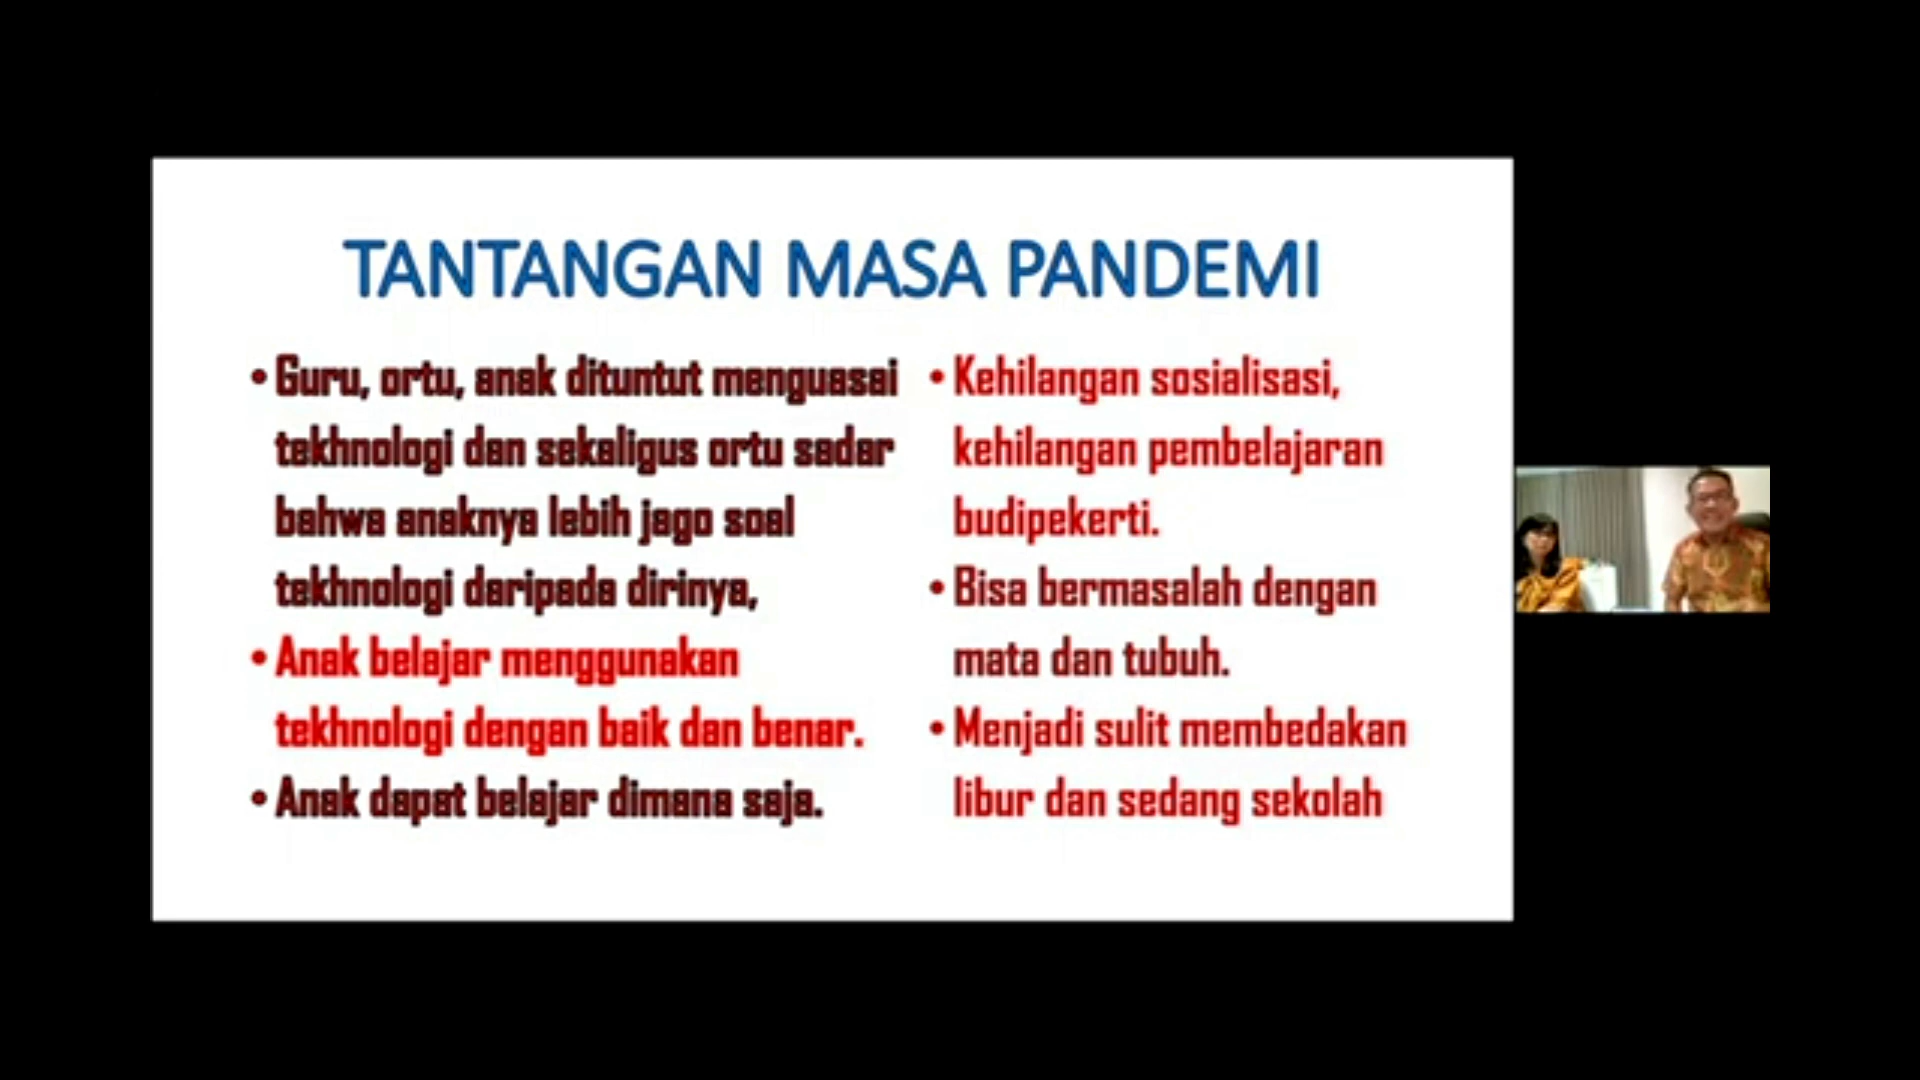 TANTANGAN MASA PANDEMI
• Guru, ortu, anak dituntut menguasai
tekhnologi dan sekaligus ortu sadar
bahwa anaknya lebih jago soal
tekhnologi daripada dirinya,
• Anak belajar menggunakan
tekhnologi dengan baik dan benar.
• Anak dapat belajar dimana saja.
• Kehilangan sosialisasi,
kehilangan pembelajaran
budipekerti.
• Bisa bermasalah dengan
mata dan tubuh.
• Menjadi sulit membedakan
libur dan sedang sekolah